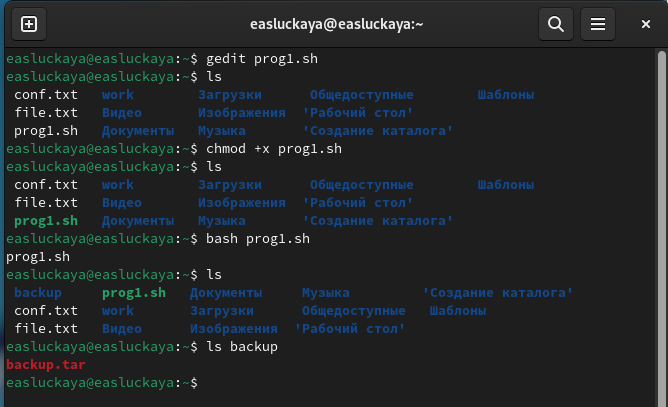 easluckaya@easluckaya:~
easluckaya@easluckaya:~$ gedit prog1.sh
easluckaya@easluckaya:~$ ls
conf.txt work Загрузки Общедоступные Шаблоны
file.txt Видео Изображения 'Рабочий стол'
prog1.sh Документы Музыка 'Создание каталога'
easluckaya@easluckaya:~$ chmod +x prog1.sh
easluckaya@easluckaya:~$ ls
conf.txt work Загрузки Общедоступные Шаблоны
file.txt Видео Изображения 'Рабочий стол'
prog1.sh Документы Музыка 'Создание каталога'
easluckaya@easluckaya:~$ bash prog1.sh
prog1.sh
easluckaya@easluckaya:~$ ls
backup prog1.sh Документы Музыка 'Создание каталога'
conf.txt work Загрузки Общедоступные Шаблоны
file.txt Видео Изображения 'Рабочий стол'
easluckaya@easluckaya:~$ ls backup
backup.tar
easluckaya@easluckaya:~$